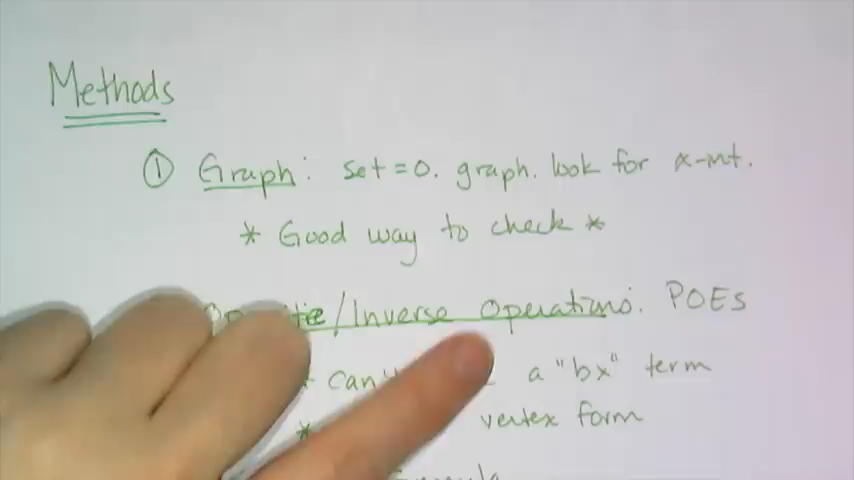 Methods
① Graph: set = 0. graph. look for x-int.
* Good way to check *
/Inverse Operations. POEs
* can't a "bx" term
* vertex form